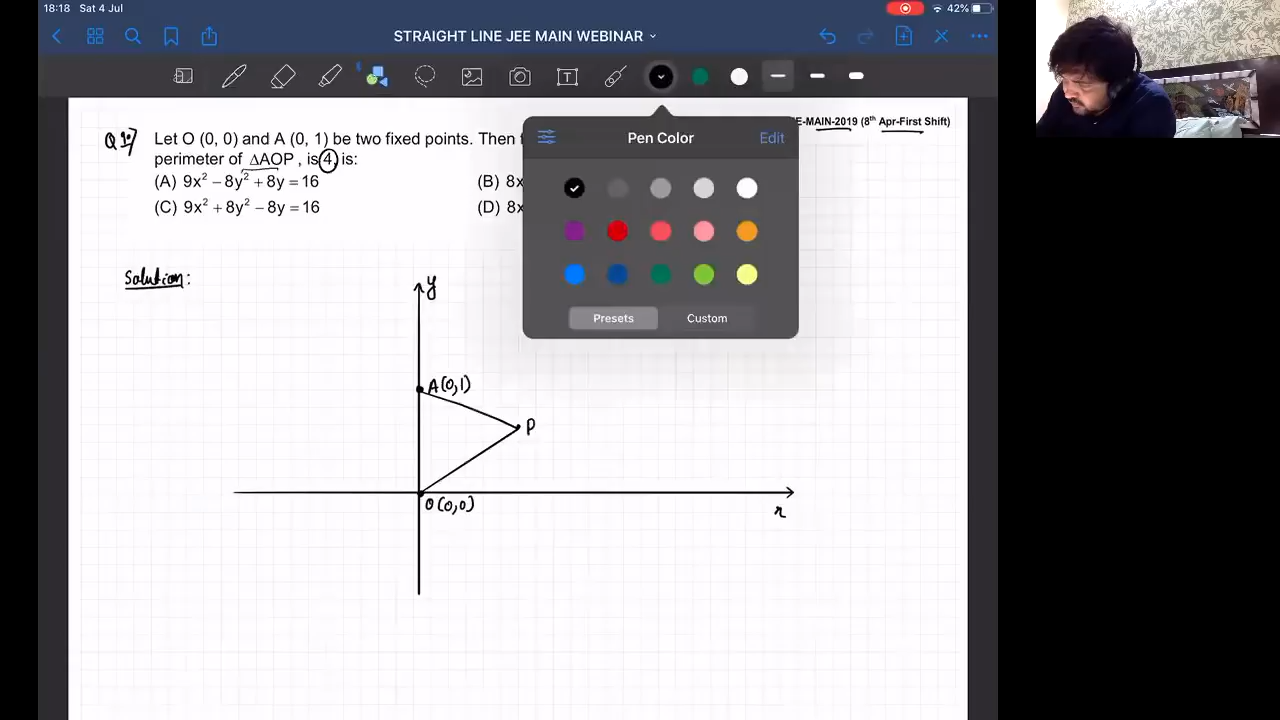 18:18 Sat 4 Jul
42%
STRAIGHT LINE JEE MAIN WEBINAR
E-MAIN-2019 (8th Apr-First Shift)
Let O (0, 0) and A (0, 1) be two fixed points. Then
perimeter of ΔAOP, is 4, is:
(A) 9x² − 8y² + 8y = 16
(B) 8x
(C) 9x² + 8y² − 8y = 16
(D) 8x
Pen Color
Edit
Presets
Custom
Solution:
y
A(0,1)
P
O(0,0)
x